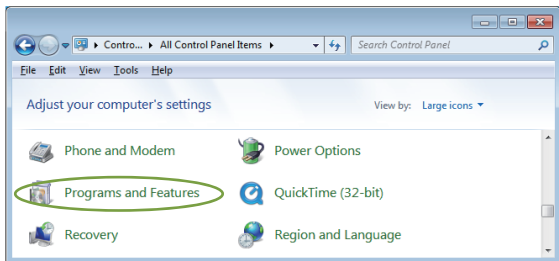 Contro... All Control Panel Items Search Control Panel
File Edit View Tools Help
Adjust your computer's settings View by: Large icons
Phone and Modem Power Options
Programs and Features QuickTime (32-bit)
Recovery Region and Language